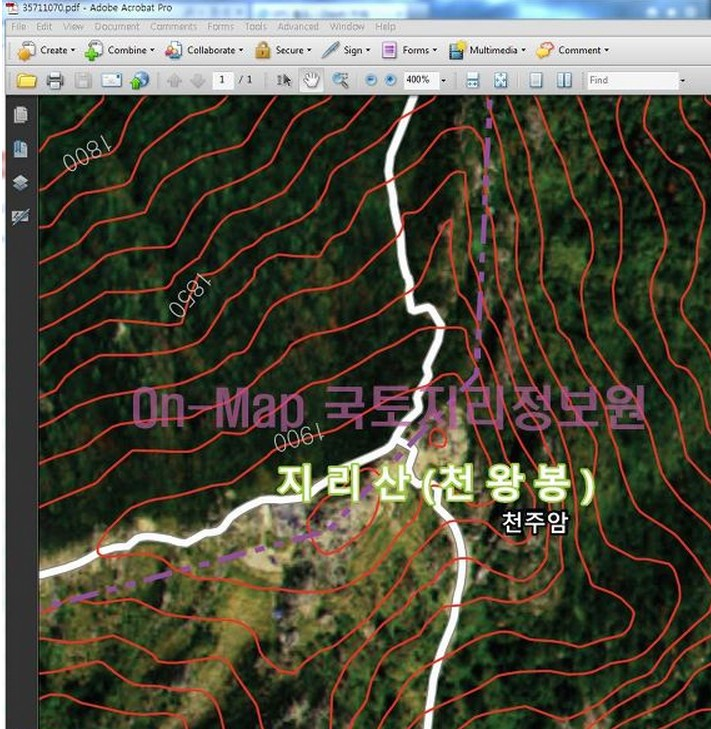 35711070.pdf - Adobe Acrobat Pro
File Edit View Document Comments Forms Tools Advanced Window Help
Create Combine Collaborate Secure Sign Forms Multimedia Comment
1 / 1 400% Find
1800
1850
On-Map 국토지리정보원
1900
지리산(천왕봉)
천주암